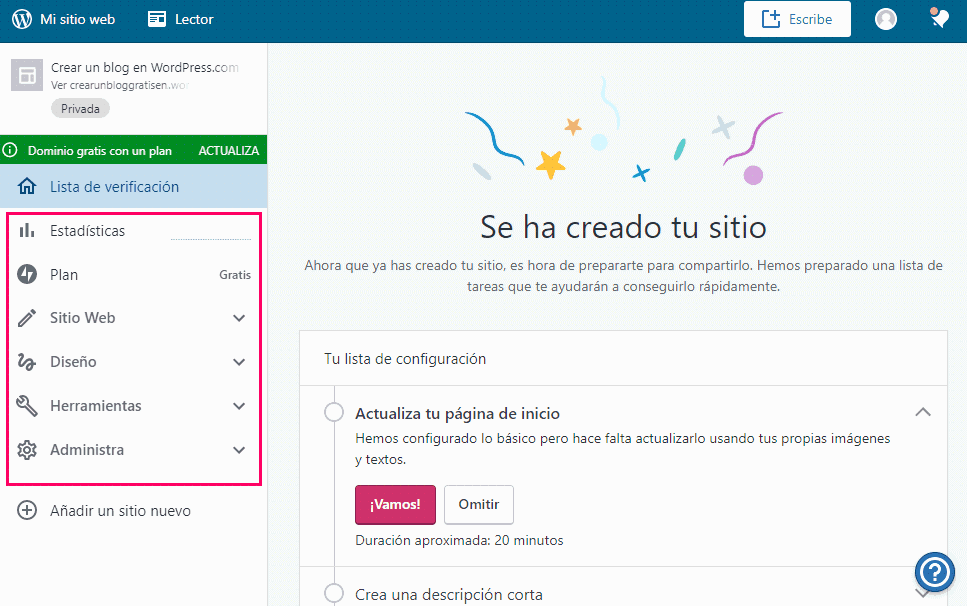 Mi sitio web
Lector
Escribe
Crear un blog en WordPress.com
Ver crearunbloggratisen.wor
Privada
Dominio gratis con un plan ACTUALIZA
Lista de verificación
Estadísticas
Plan Gratis
Sitio Web
Diseño
Herramientas
Administra
Añadir un sitio nuevo
Se ha creado tu sitio
Ahora que ya has creado tu sitio, es hora de prepararte para compartirlo. Hemos preparado una lista de
tareas que te ayudarán a conseguirlo rápidamente.
Tu lista de configuración
Actualiza tu página de inicio
Hemos configurado lo básico pero hace falta actualizarlo usando tus propias imágenes
y textos.
¡Vamos! Omitir
Duración aproximada: 20 minutos
Crea una descripción corta